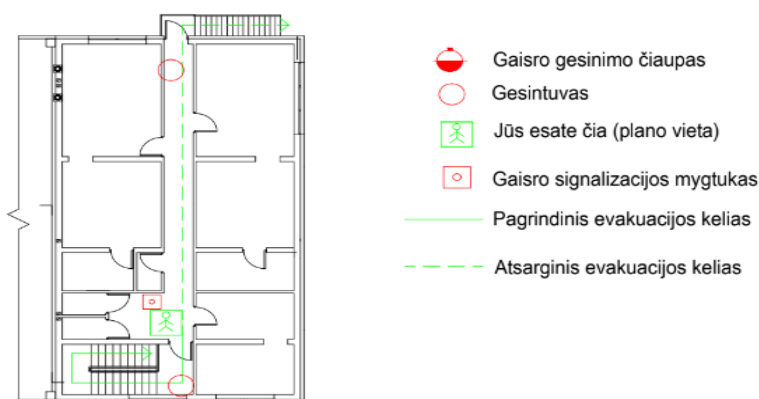 Gaisro gesinimo čiaupas
Gesintuvas
Jūs esate čia (plano vieta)
Gaisro signalizacijos mygtukas
Pagrindinis evakuacijos kelias
Atsarginis evakuacijos kelias